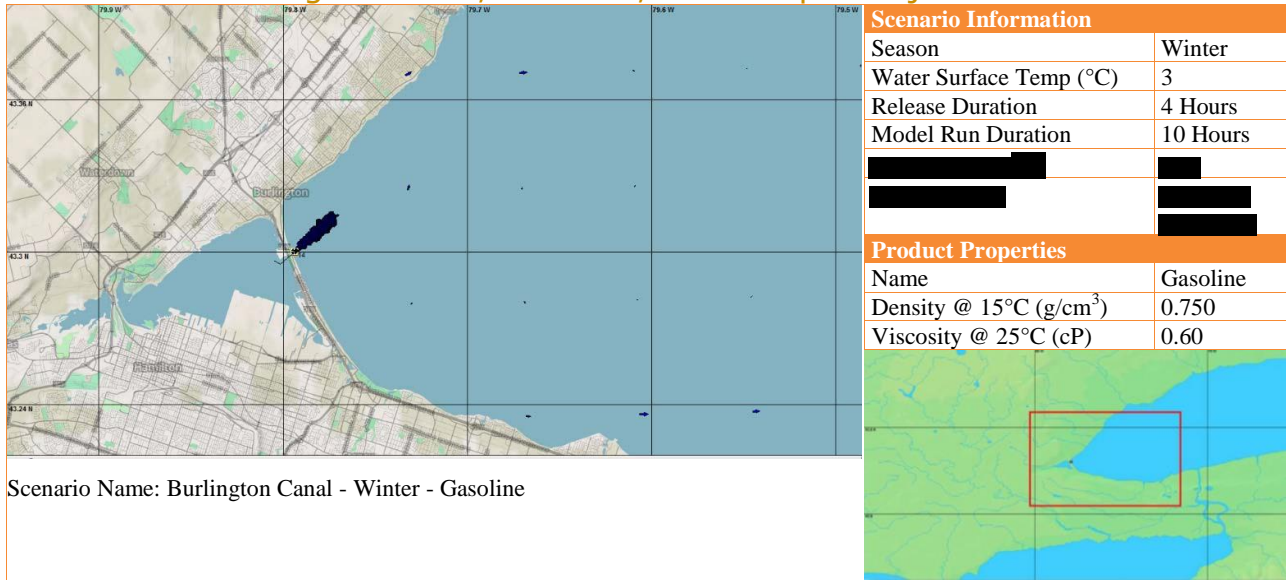 79.9 W 79.8 W 79.7 W 79.6 W 79.5 W
43.36 N
Waterdown
Burlington
43.3 N
Hamilton
43.24 N
Scenario Information
Season Winter
Water Surface Temp (°C) 3
Release Duration 4 Hours
Model Run Duration 10 Hours
Product Properties
Name Gasoline
Density @ 15°C (g/cm³) 0.750
Viscosity @ 25°C (cP) 0.60
Scenario Name: Burlington Canal - Winter - Gasoline